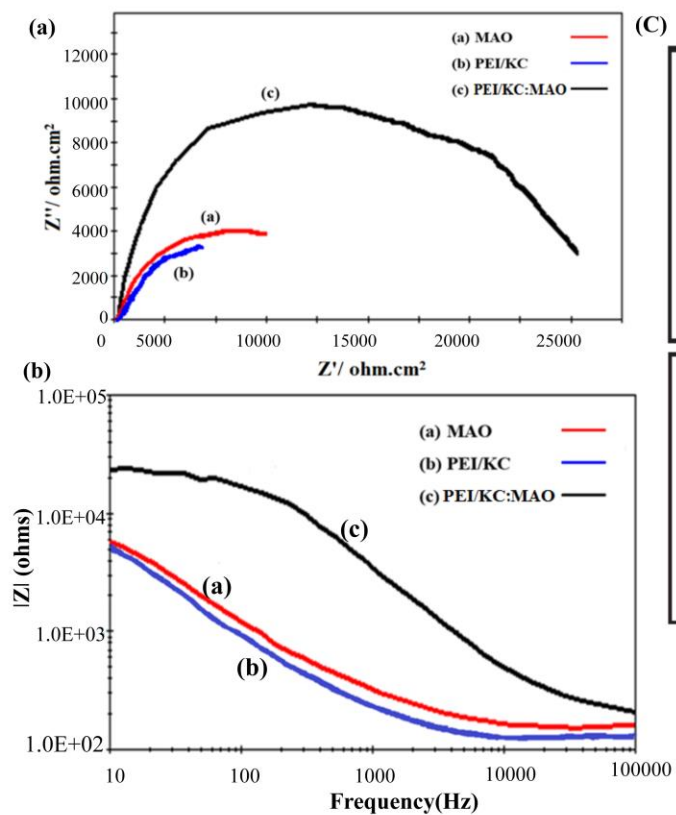 (a)
(C)
Z''/ ohm.cm²
14000
12000
10000
8000
6000
4000
2000
0
(a) MAO
(b) PEI/KC
(c) PEI/KC:MAO
(c)
(a)
(b)
0 5000 10000 15000 20000 25000
Z'/ ohm.cm²
(b)
|Z| (ohms)
1.0E+05
1.0E+04
1.0E+03
1.0E+02
(a) MAO
(b) PEI/KC
(c) PEI/KC:MAO
(c)
(a)
(b)
10 100 1000 10000 100000
Frequency(Hz)